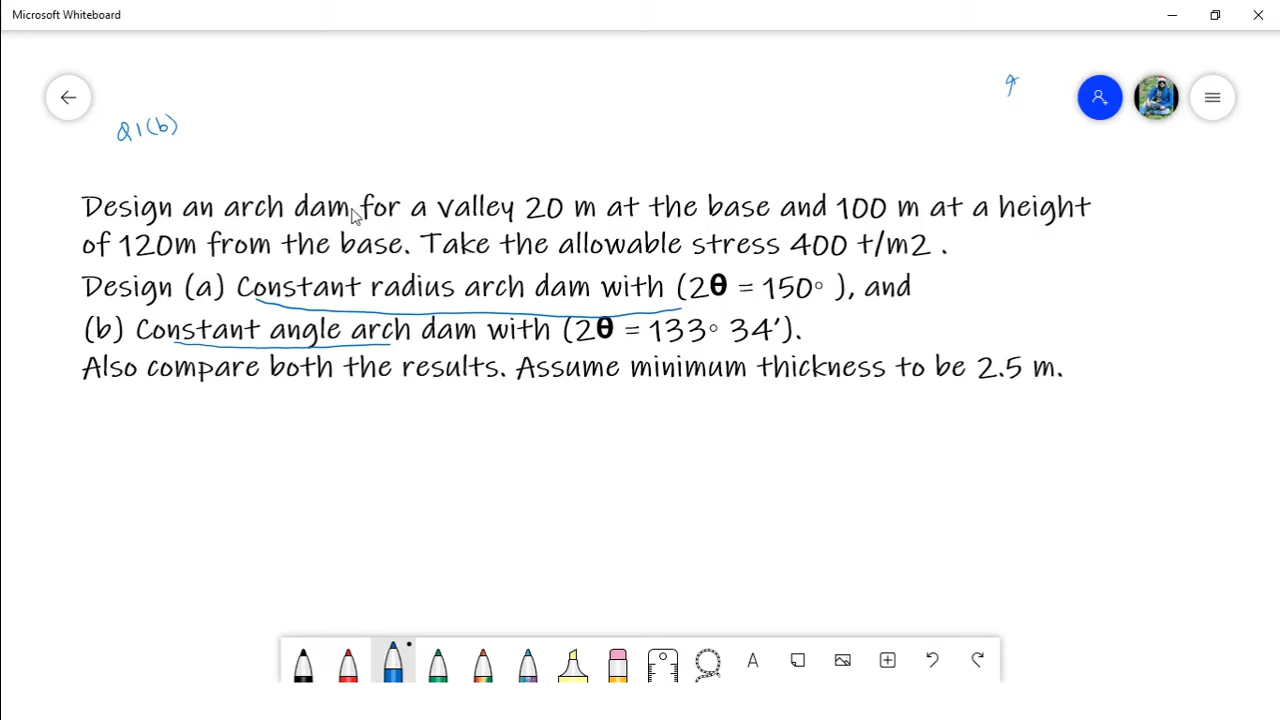 Microsoft Whiteboard
Q1(b)
Design an arch dam for a valley 20 m at the base and 100 m at a height
of 120m from the base. Take the allowable stress 400 t/m2 .
Design (a) Constant radius arch dam with (2θ = 150° ), and
(b) Constant angle arch dam with (2θ = 133° 34').
Also compare both the results. Assume minimum thickness to be 2.5 m.